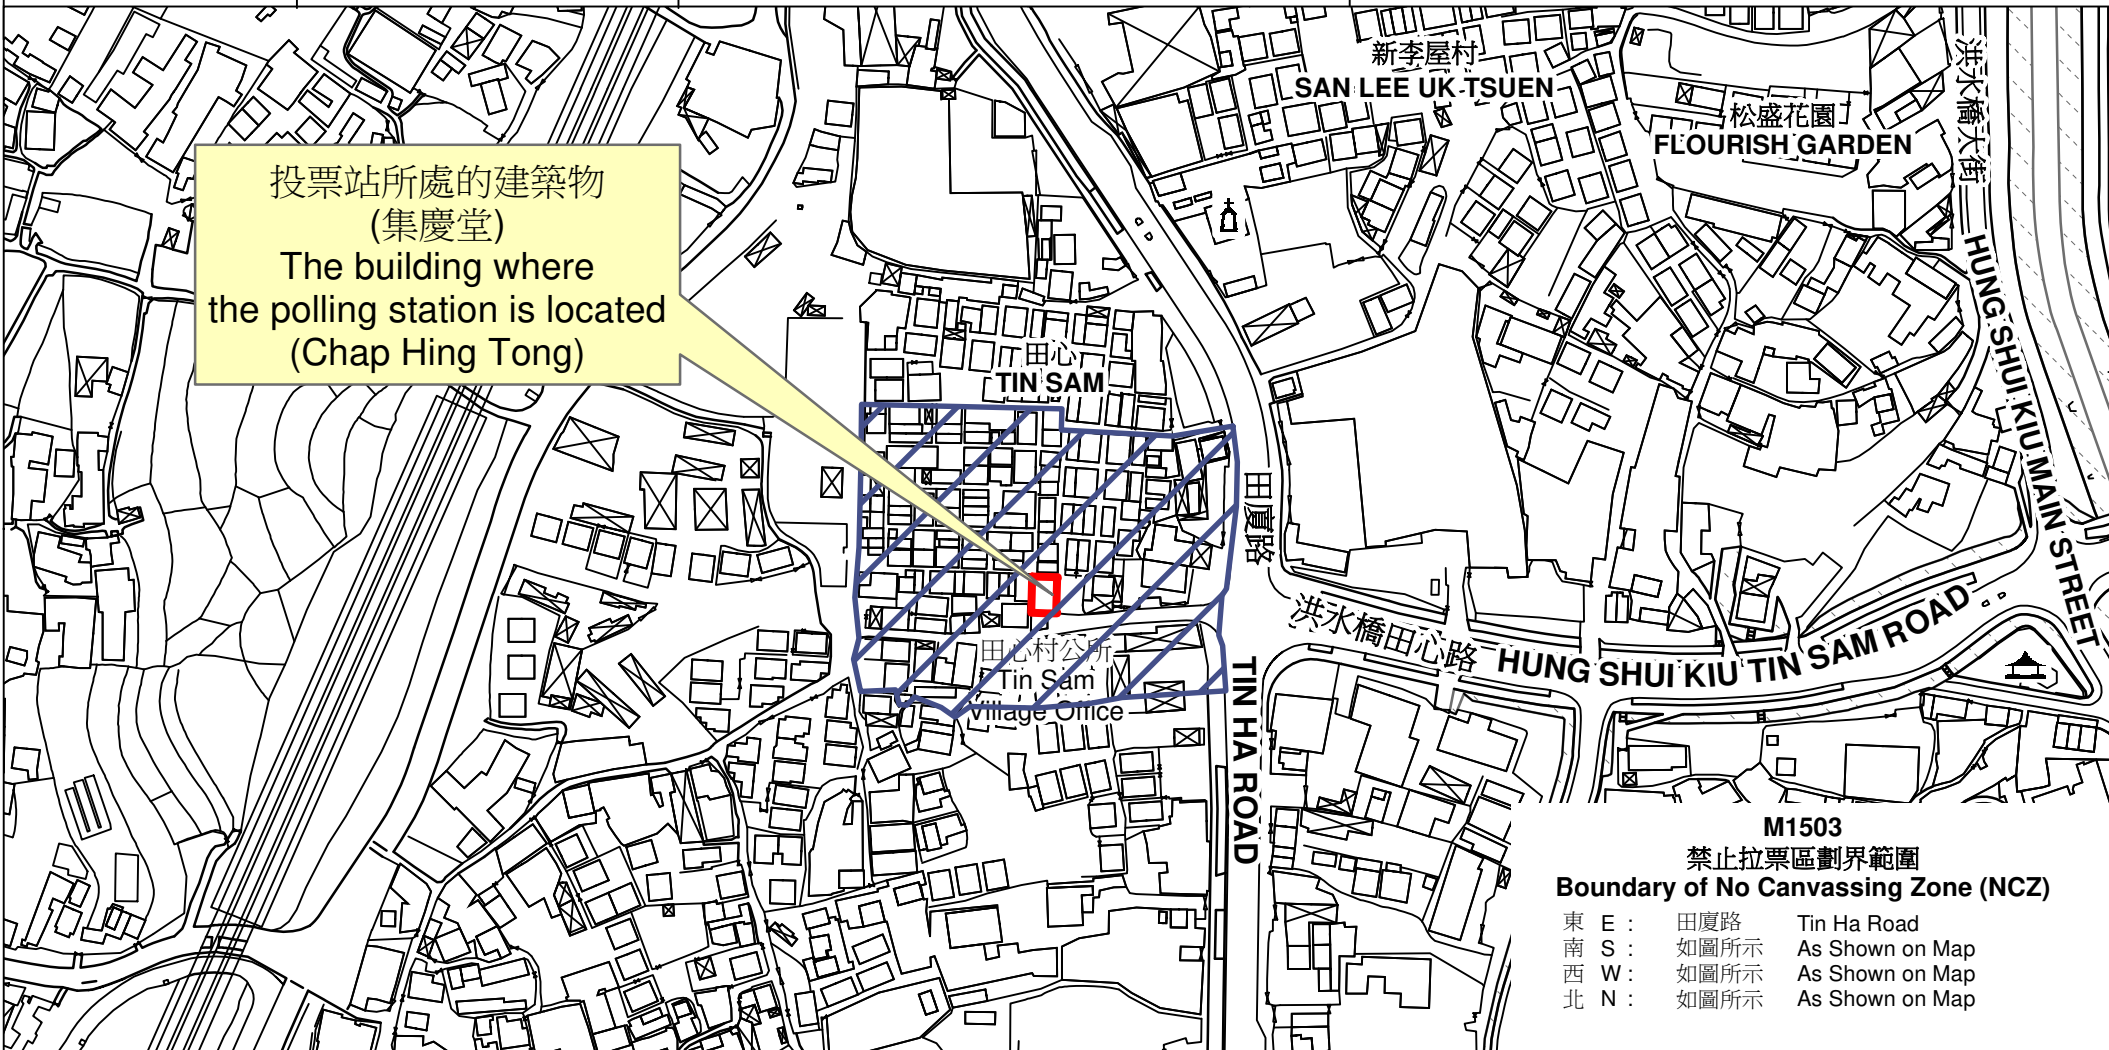 新李屋村
SAN LEE UK TSUEN
松盛花園
FLOURISH GARDEN
洪水橋大街
HUNG SHUI KIU MAIN STREET
投票站所處的建築物
(集慶堂)
The building where
the polling station is located
(Chap Hing Tong)
田心
TIN SAM
田廈路
TIN HA ROAD
洪水橋田心路 HUNG SHUI KIU TIN SAM ROAD
田心村公所
Tin Sam
Village Office
M1503
禁止拉票區劃界範圍
Boundary of No Canvassing Zone (NCZ)
東 E : 田廈路 Tin Ha Road
南 S : 如圖所示 As Shown on Map
西 W : 如圖所示 As Shown on Map
北 N : 如圖所示 As Shown on Map